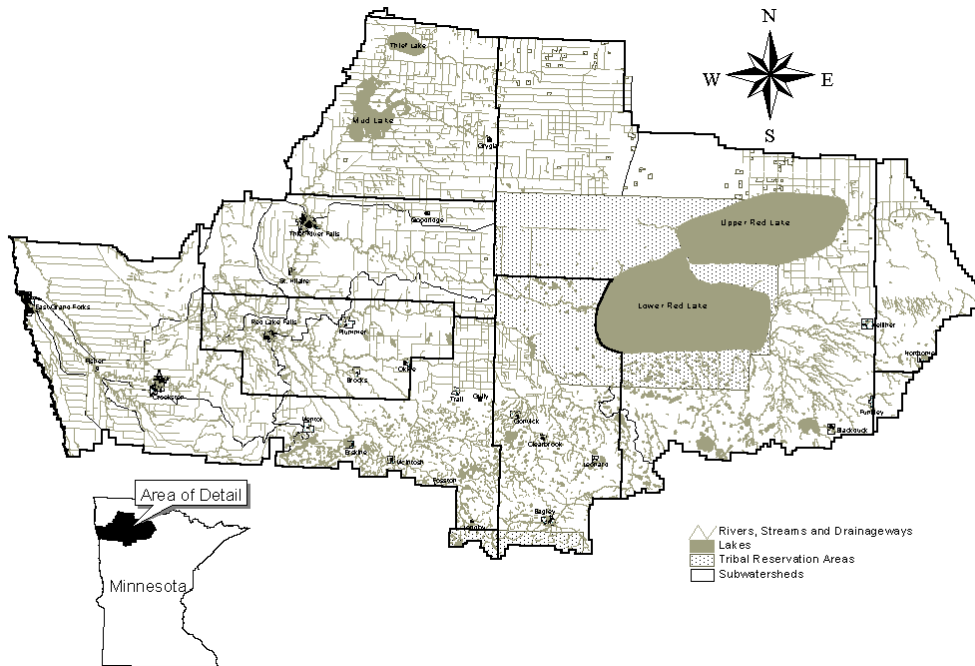 N
Thief Lake
W
E
Mud Lake
S
Grygla
Goodridge
Thief River Falls
Upper Red Lake
St. Hilaire
East Grand Forks
Lower Red Lake
Red Lake Falls
Plummer
Kelliher
Fisher
Oklee
Northome
Brooks
Crookston
Trail
Gully
Gonvick
Funkley
Mentor
Blackduck
Clearbrook
Erskine
McIntosh
Leonard
Fosston
Area of Detail
Bagley
Lengby
Rivers, Streams and Drainageways
Lakes
Tribal Reservation Areas
Minnesota
Subwatersheds